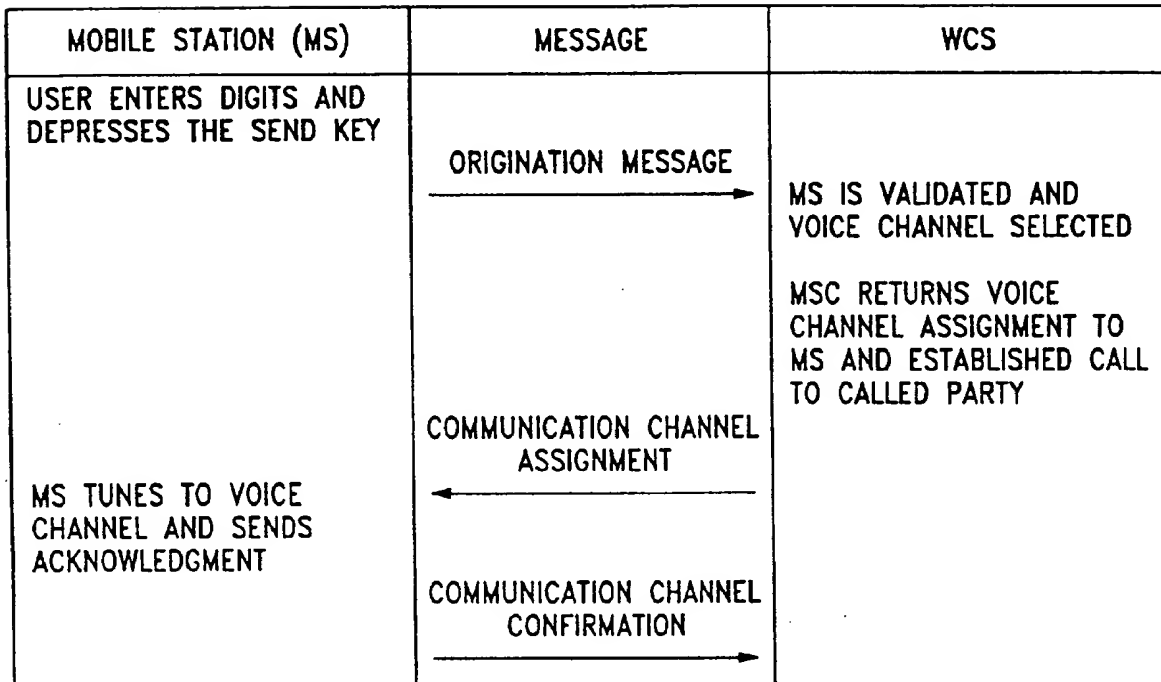 MOBILE STATION (MS)
MESSAGE
WCS
USER ENTERS DIGITS AND
DEPRESSES THE SEND KEY
ORIGINATION MESSAGE
MS IS VALIDATED AND
VOICE CHANNEL SELECTED
MSC RETURNS VOICE
CHANNEL ASSIGNMENT TO
MS AND ESTABLISHED CALL
TO CALLED PARTY
COMMUNICATION CHANNEL
ASSIGNMENT
MS TUNES TO VOICE
CHANNEL AND SENDS
ACKNOWLEDGMENT
COMMUNICATION CHANNEL
CONFIRMATION